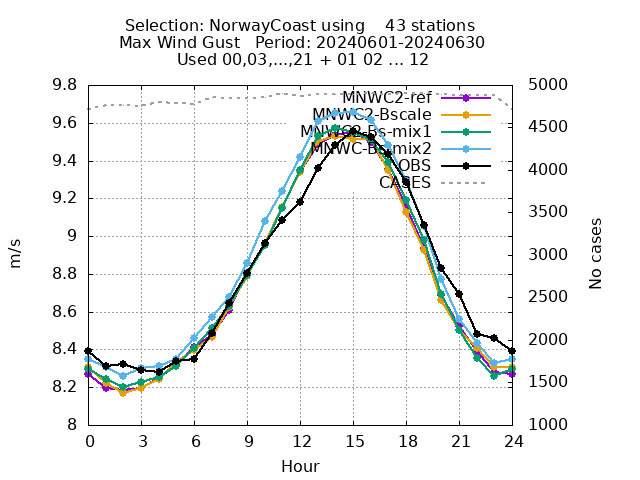 Selection: NorwayCoast using    43 stations
Max Wind Gust   Period: 20240601-20240630
Used 00,03,...,21 + 01 02 ... 12
9.8
9.6
9.4
9.2
9
8.8
8.6
8.4
8.2
8
m/s
5000
4500
4000
3500
3000
2500
2000
1500
1000
No cases
MNWC2-ref
MNWC2-Bscale
MNWC2-Bs-mix1
MNWC-Bs-mix2
OBS
CASES
0 3 6 9 12 15 18 21 24
Hour